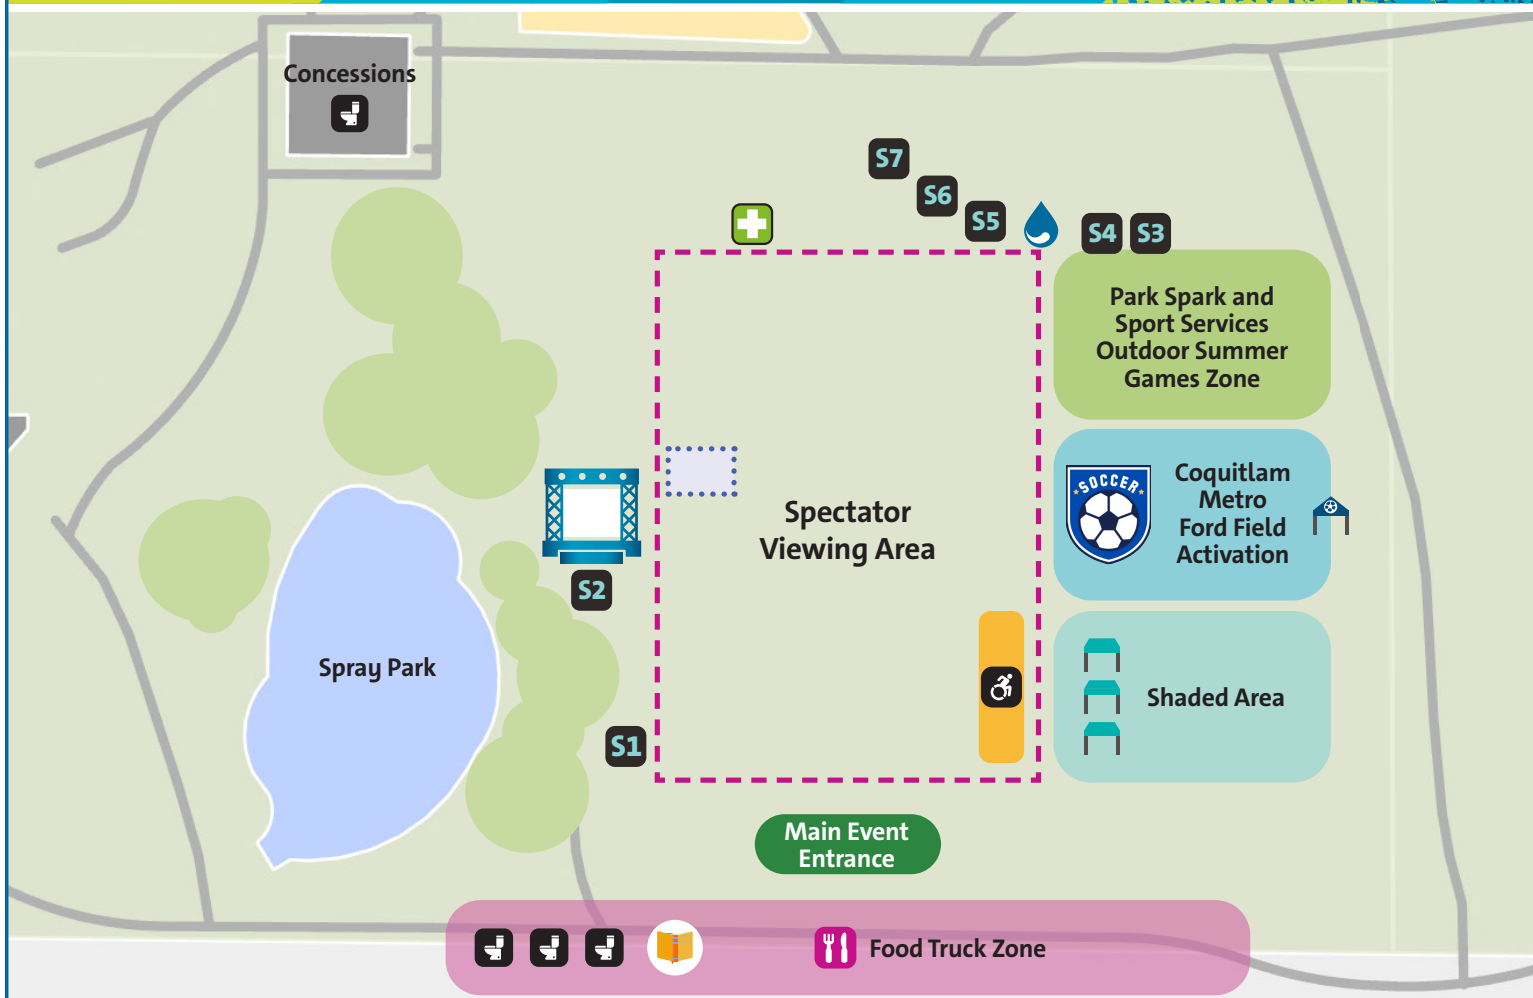 Concessions
S7
S6
S5
S4
S3
Park Spark and
Sport Services
Outdoor Summer
Games Zone
SOCCER
Coquitlam
Metro
Ford Field
Activation
Spectator
Viewing Area
S2
Spray Park
Shaded Area
S1
Main Event
Entrance
Food Truck Zone